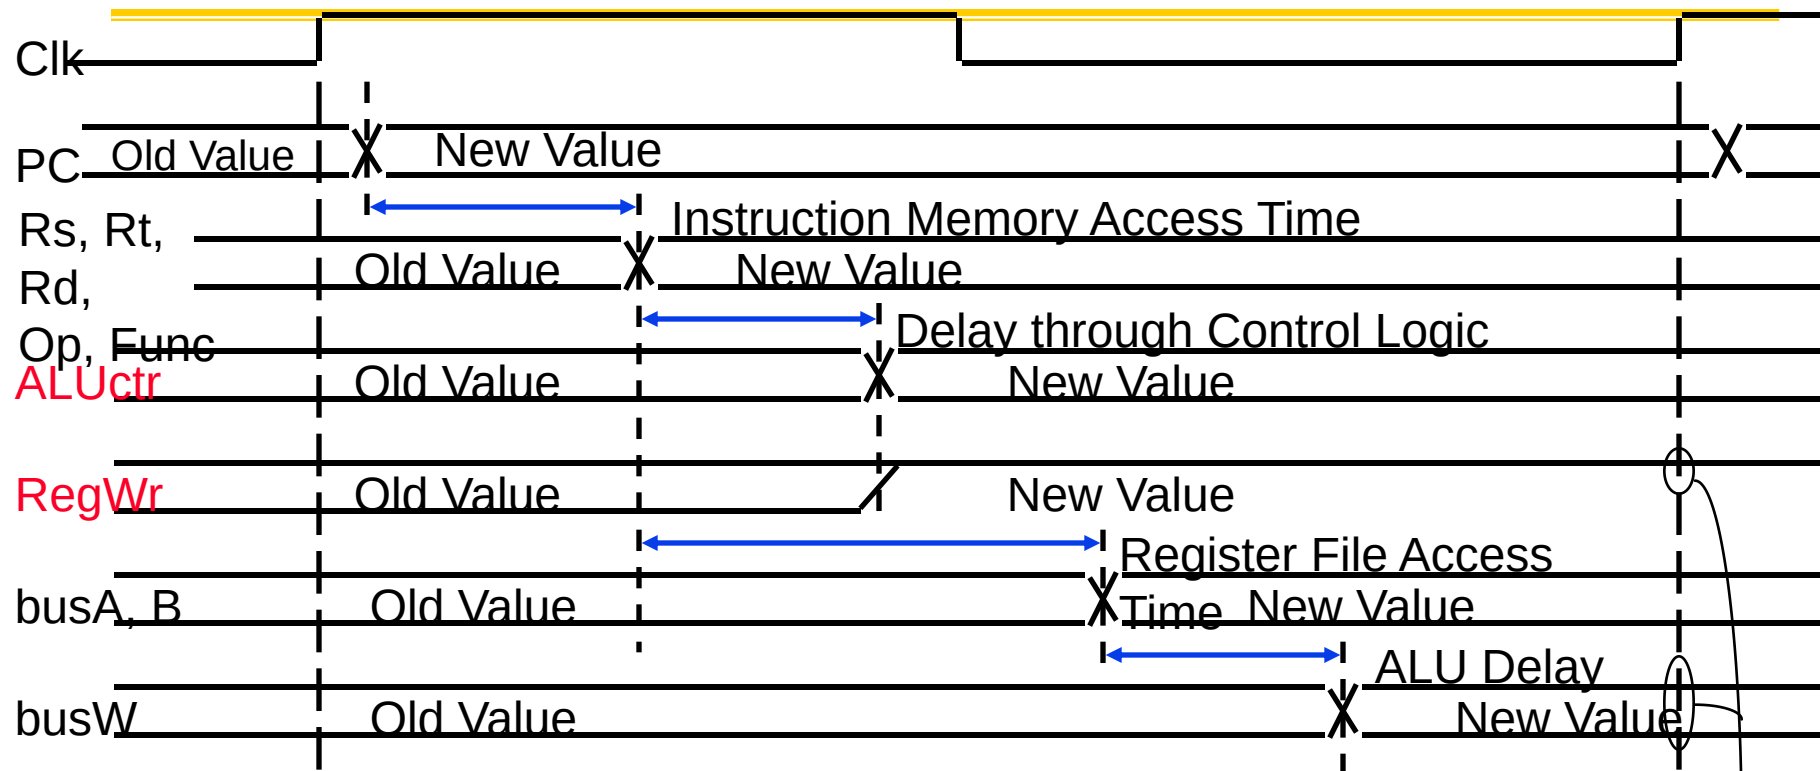 Clk
PC Old Value New Value
Rs, Rt, Instruction Memory Access Time
Rd, Old Value New Value
Op, Func Delay through Control Logic
ALUctr Old Value New Value
RegWr Old Value New Value
Register File Access
busA, B Old Value Time New Value
ALU Delay
busW Old Value New Value